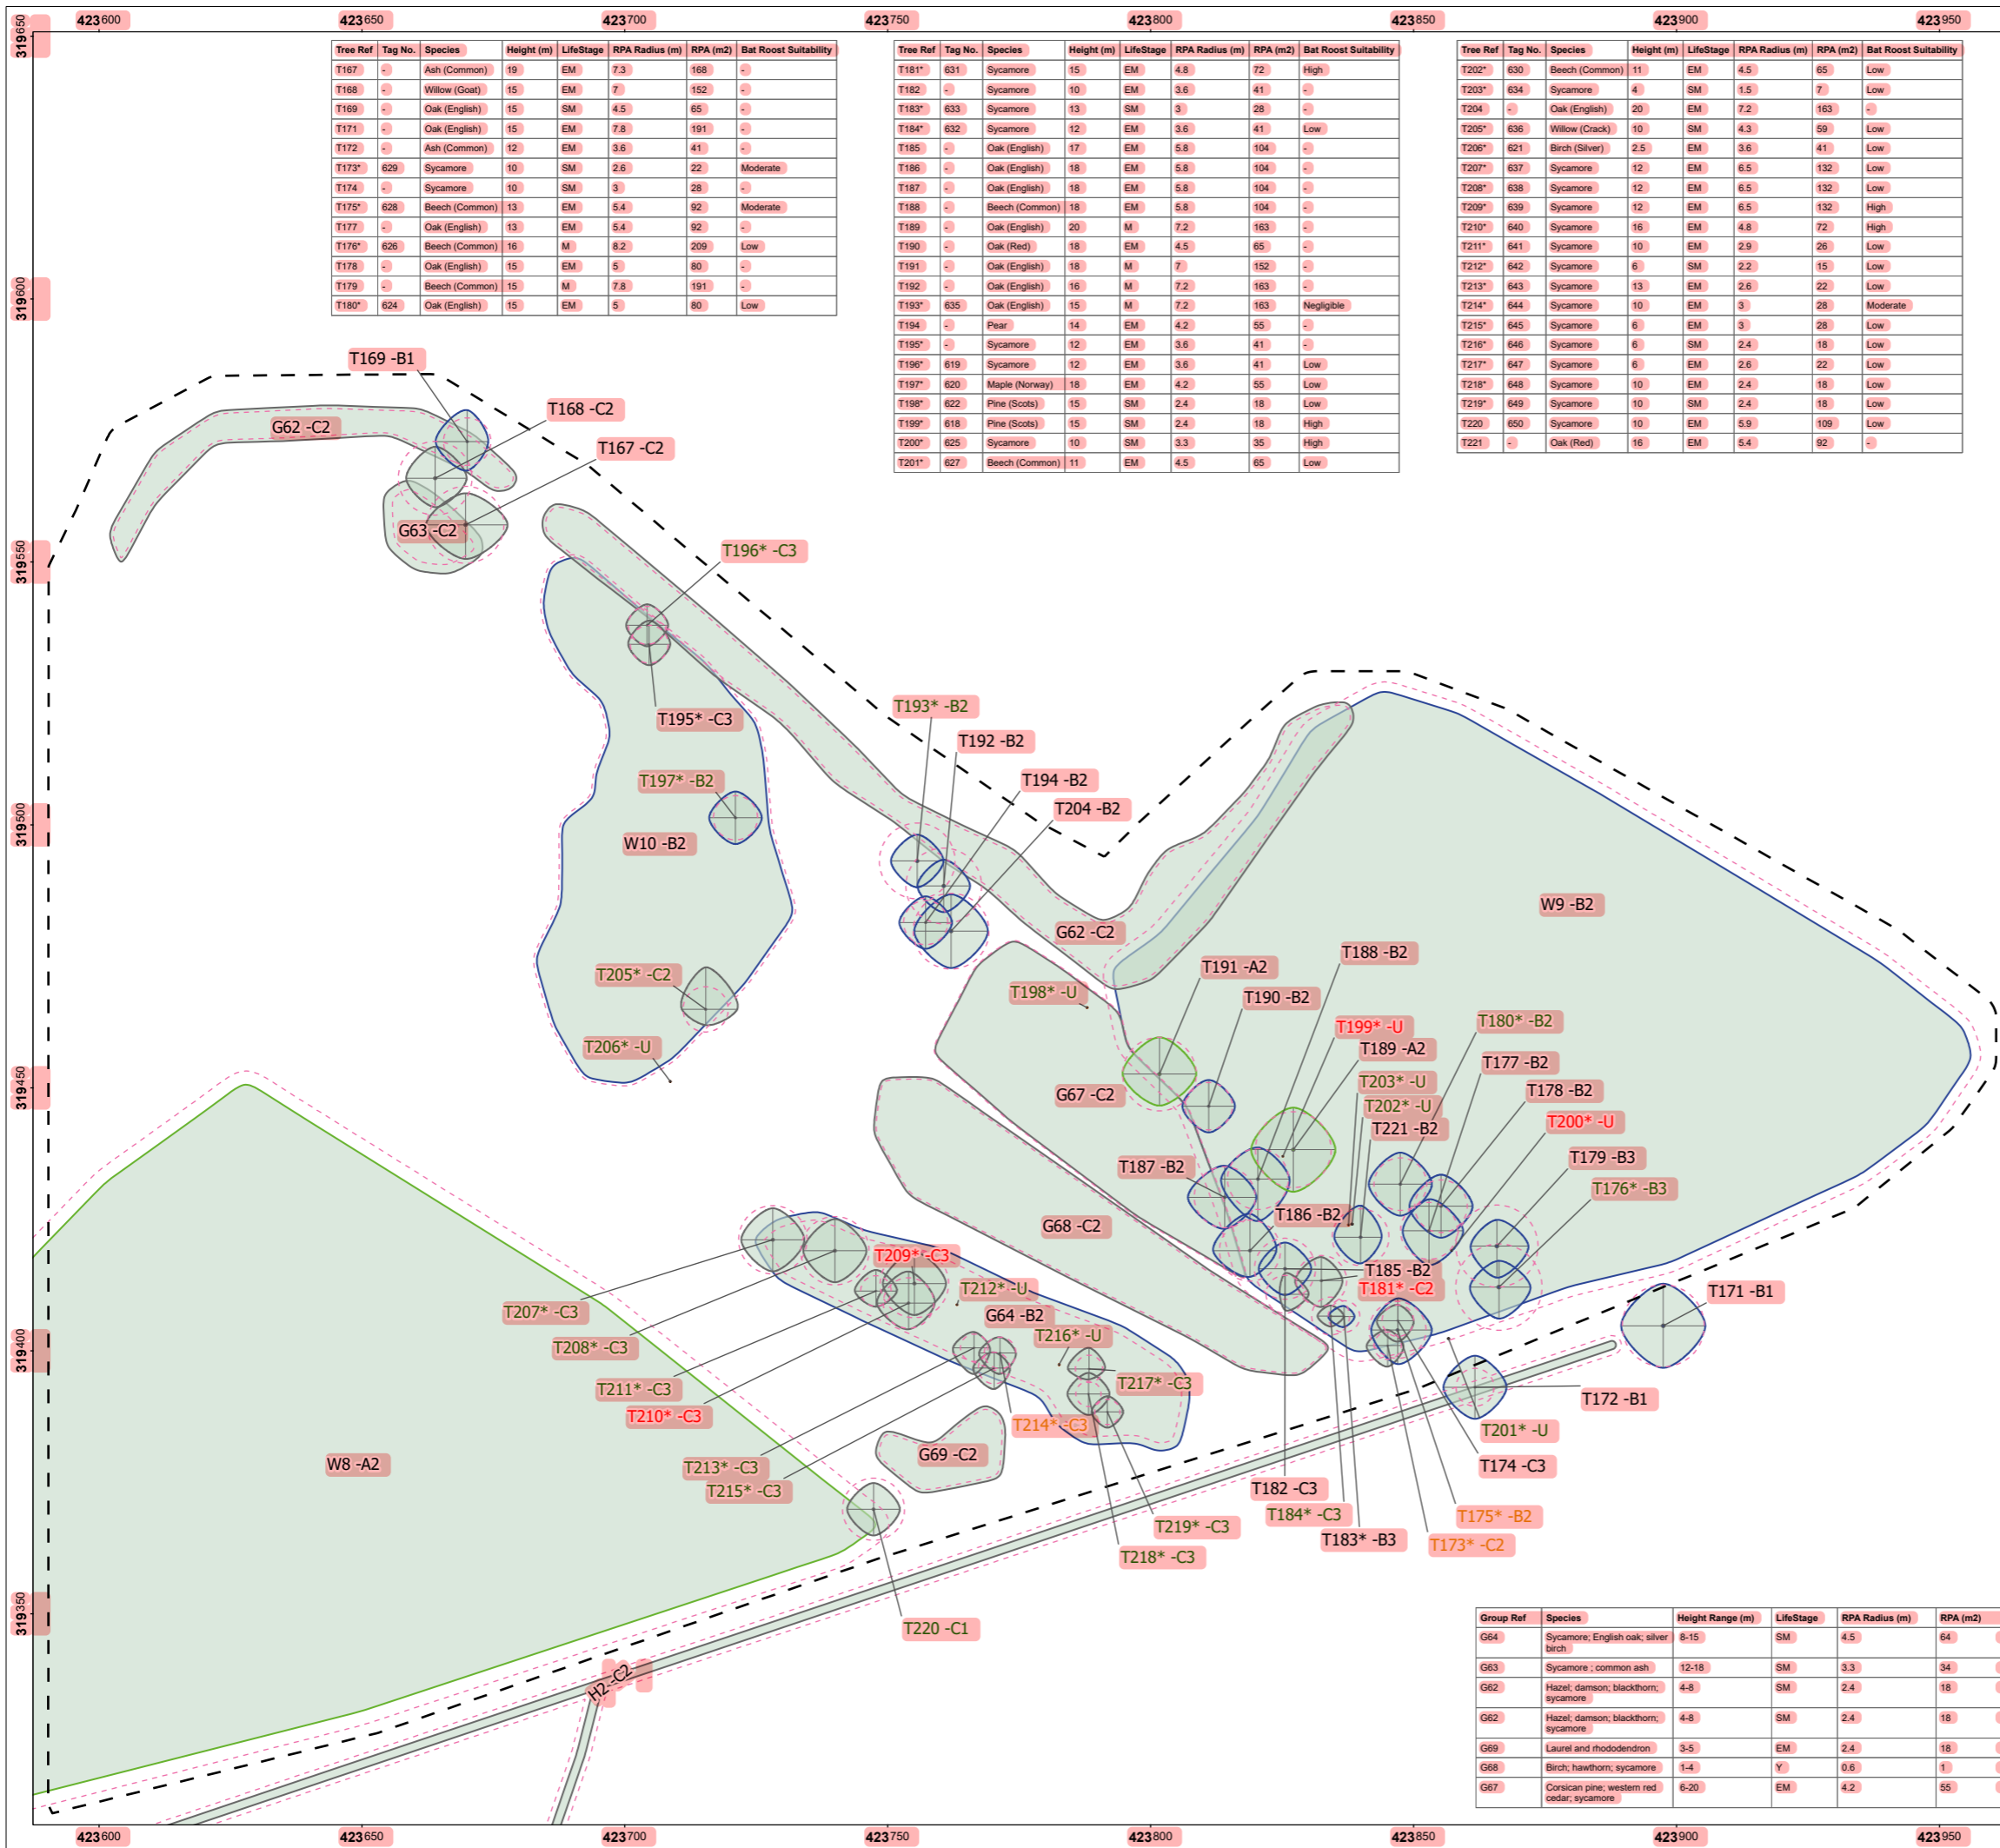 423600 423650 423700 423750 423800 423850 423900 423950
319650
319600
319550
319500
319450
319400
319350
Tree Ref Tag No. Species Height (m) LifeStage RPA Radius (m) RPA (m2) Bat Roost Suitability
T167 - Ash (Common) 19 EM 7.3 168 -
T168 - Willow (Goat) 15 EM 7 152 -
T169 - Oak (English) 15 SM 4.5 65 -
T171 - Oak (English) 15 EM 7.8 191 -
T172 - Ash (Common) 12 EM 3.6 41 -
T173* 629 Sycamore 10 SM 2.6 22 Moderate
T174 - Sycamore 10 SM 3 28 -
T175* 628 Beech (Common) 13 EM 5.4 92 Moderate
T177 - Oak (English) 13 EM 5.4 92 -
T176* 626 Beech (Common) 16 M 8.2 209 Low
T178 - Oak (English) 15 EM 5 80 -
T179 - Beech (Common) 15 M 7.8 191 -
T180* 624 Oak (English) 15 EM 5 80 Low
Tree Ref Tag No. Species Height (m) LifeStage RPA Radius (m) RPA (m2) Bat Roost Suitability
T181* 631 Sycamore 15 EM 4.8 72 High
T182 - Sycamore 10 EM 3.6 41 -
T183* 633 Sycamore 13 SM 3 28 -
T184* 632 Sycamore 12 EM 3.6 41 Low
T185 - Oak (English) 17 EM 5.8 104 -
T186 - Oak (English) 18 EM 5.8 104 -
T187 - Oak (English) 18 EM 5.8 104 -
T188 - Beech (Common) 18 EM 5.8 104 -
T189 - Oak (English) 20 M 7.2 163 -
T190 - Oak (Red) 18 EM 4.5 65 -
T191 - Oak (English) 18 M 7 152 -
T192 - Oak (English) 16 M 7.2 163 -
T193* 635 Oak (English) 15 M 7.2 163 Negligible
T194 - Pear 14 EM 4.2 55 -
T195* - Sycamore 12 EM 3.6 41 -
T196* 619 Sycamore 12 EM 3.6 41 Low
T197* 620 Maple (Norway) 18 EM 4.2 55 Low
T198* 622 Pine (Scots) 15 SM 2.4 18 Low
T199* 618 Pine (Scots) 15 SM 2.4 18 High
T200* 625 Sycamore 10 SM 3.3 35 High
T201* 627 Beech (Common) 11 EM 4.5 65 Low
Tree Ref Tag No. Species Height (m) LifeStage RPA Radius (m) RPA (m2) Bat Roost Suitability
T202* 630 Beech (Common) 11 EM 4.5 65 Low
T203* 634 Sycamore 4 SM 1.5 7 Low
T204 - Oak (English) 20 EM 7.2 163 -
T205* 636 Willow (Crack) 10 SM 4.3 59 Low
T206* 621 Birch (Silver) 2.5 EM 3.6 41 Low
T207* 637 Sycamore 12 EM 6.5 132 Low
T208* 638 Sycamore 12 EM 6.5 132 Low
T209* 639 Sycamore 12 EM 6.5 132 High
T210* 640 Sycamore 16 EM 4.8 72 High
T211* 641 Sycamore 10 EM 2.9 26 Low
T212* 642 Sycamore 6 SM 2.2 15 Low
T213* 643 Sycamore 13 EM 2.6 22 Low
T214* 644 Sycamore 10 EM 3 28 Moderate
T215* 645 Sycamore 6 EM 3 28 Low
T216* 646 Sycamore 6 SM 2.4 18 Low
T217* 647 Sycamore 6 EM 2.6 22 Low
T218* 648 Sycamore 10 EM 2.4 18 Low
T219* 649 Sycamore 10 SM 2.4 18 Low
T220 650 Sycamore 10 EM 5.9 109 Low
T221 - Oak (Red) 16 EM 5.4 92 -
T169 -B1
T168 -C2
G62 -C2
T167 -C2
G63 -C2
T196* -C3
T193* -B2
T195* -C3
T192 -B2
T197* -B2
T194 -B2
T204 -B2
W10 -B2
W9 -B2
G62 -C2
T188 -B2
T191 -A2
T205* -C2
T198* -U
T190 -B2
T180* -B2
T199* -U
T206* -U
T189 -A2
T177 -B2
T203* -U
G67 -C2
T178 -B2
T202* -U
T200* -U
T221 -B2
T179 -B3
T187 -B2
T176* -B3
T186 -B2
G68 -C2
T209* -C3
T185 -B2
T212* -U
T181* -C2
T171 -B1
T207* -C3
G64 -B2
T216* -U
T208* -C3
T217* -C3
T211* -C3
T172 -B1
T210* -C3
T214* -C3
T201* -U
G69 -C2
W8 -A2
T213* -C3
T174 -C3
T215* -C3
T182 -C3
T184* -C3
T175* -B2
T219* -C3
T183* -B3
T173* -C2
T218* -C3
T220 -C1
H2 -C2
Group Ref Species Height Range (m) LifeStage RPA Radius (m) RPA (m2)
G64 Sycamore; English oak; silver birch 8-15 SM 4.5 64
G63 Sycamore ; common ash 12-18 SM 3.3 34
G62 Hazel; damson; blackthorn; sycamore 4-8 SM 2.4 18
G62 Hazel; damson; blackthorn; sycamore 4-8 SM 2.4 18
G69 Laurel and rhododendron 3-5 EM 2.4 18
G68 Birch; hawthorn; sycamore 1-4 Y 0.6 1
G67 Corsican pine; western red cedar; sycamore 6-20 EM 4.2 55
423600 423650 423700 423750 423800 423850 423900 423950